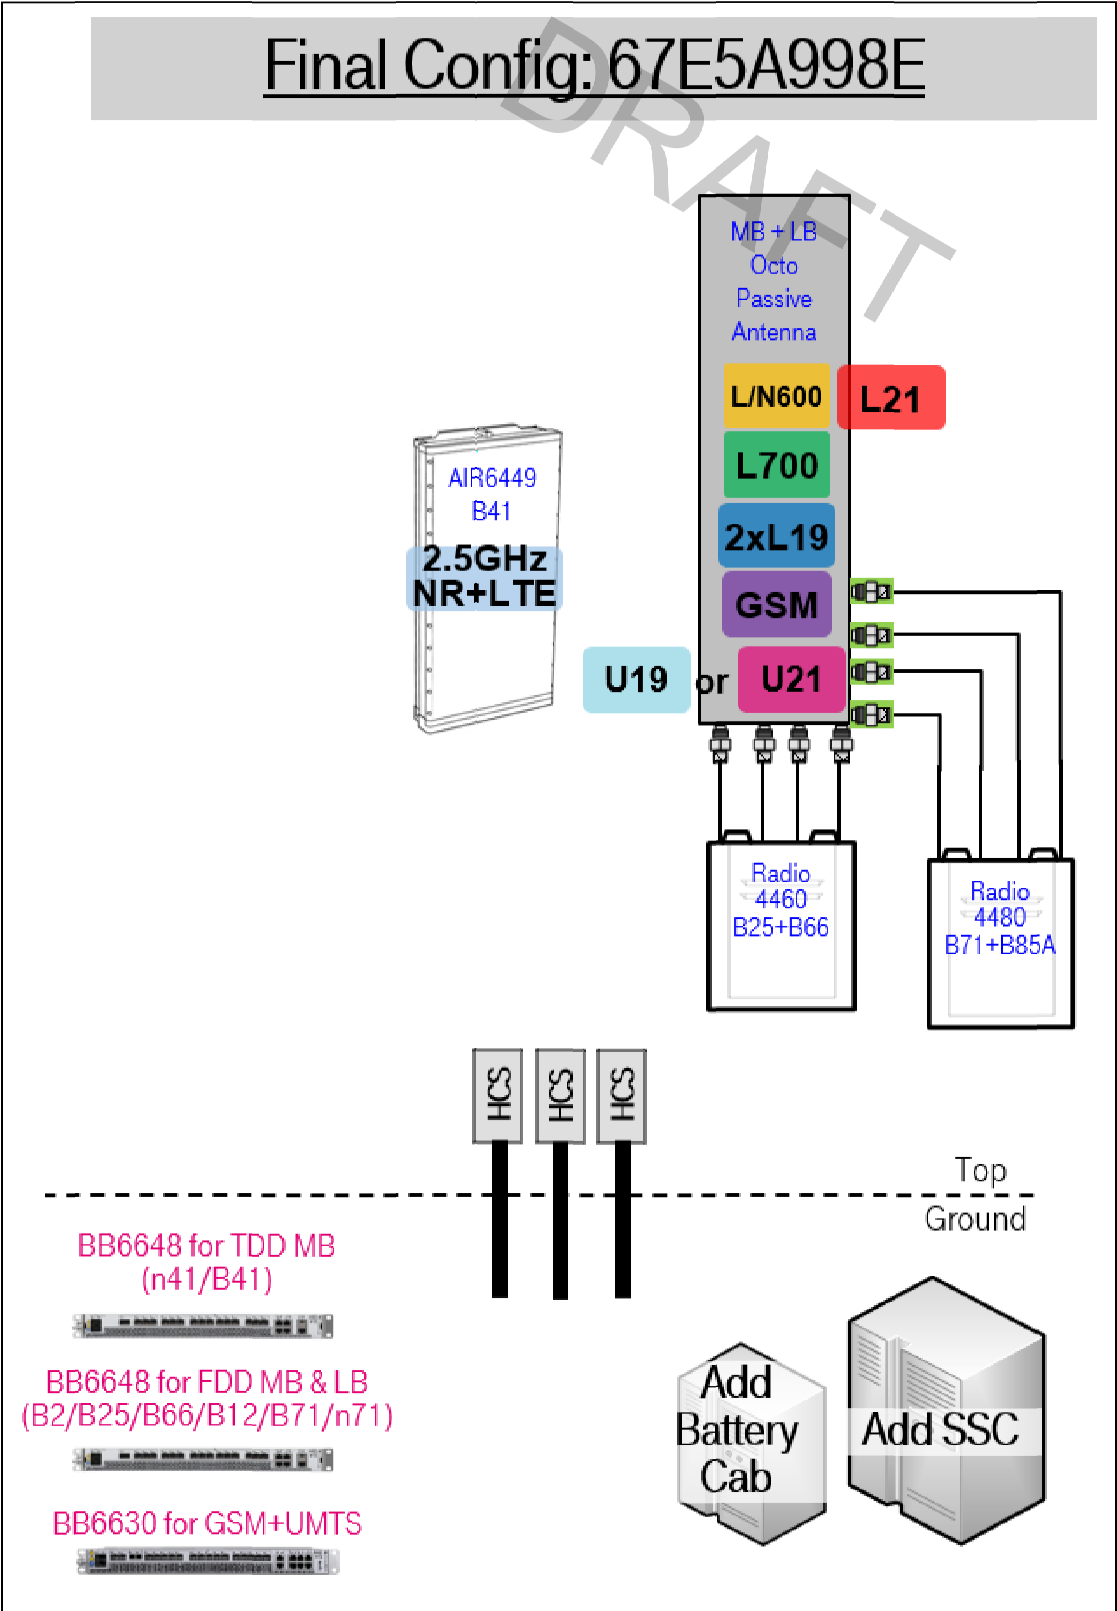 Final Config: 67E5A998E
DRAFT
MB + LB
Octo
Passive
Antenna
L/N600
L21
L700
2xL19
GSM
U19 or U21
AIR6449
B41
2.5GHz
NR+LTE
Radio
4460
B25+B66
Radio
4480
B71+B85A
HCS
HCS
HCS
Top
Ground
BB6648 for TDD MB
(n41/B41)
BB6648 for FDD MB & LB
(B2/B25/B66/B12/B71/n71)
BB6630 for GSM+UMTS
Add
Battery
Cab
Add SSC